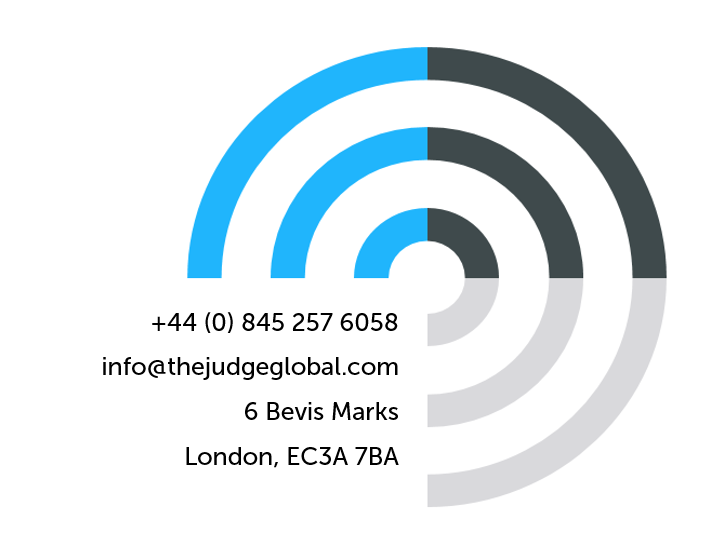 +44 (0) 845 257 6058
info@thejudgeglobal.com
6 Bevis Marks
London, EC3A 7BA